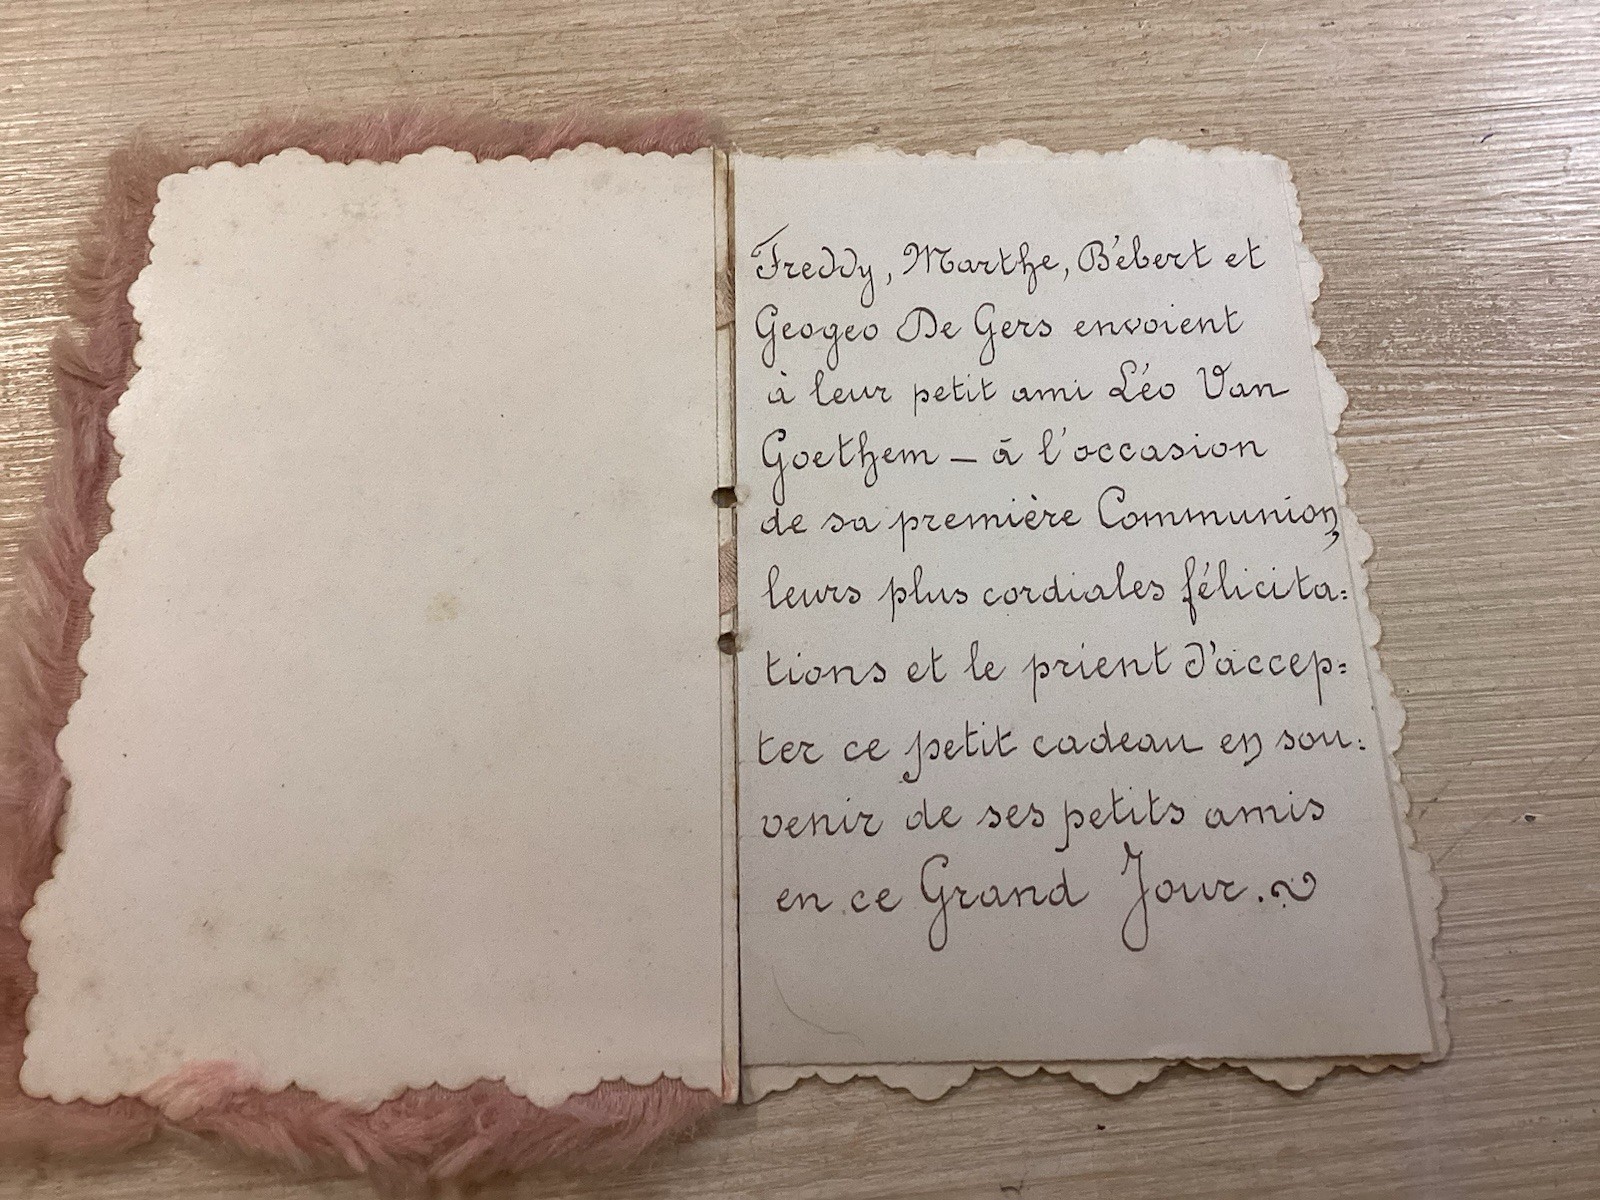 Freddy, Marthe, Bébert et
Geogeo De Gers envoient
à leur petit ami Léo Van
Goethem – à l'occasion
de sa première Communion,
leurs plus cordiales félicita=
tions et le prient d'accep=
ter ce petit cadeau en sou=
venir de ses petits amis
en ce Grand Jour.